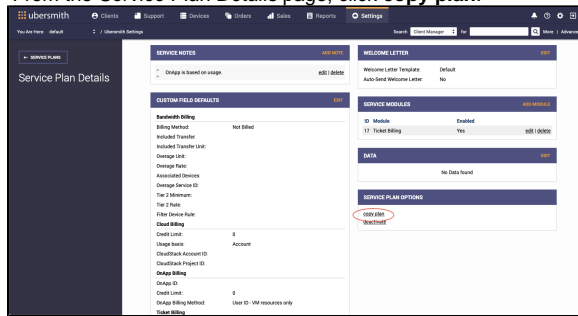 From the Service Plan Details page, click copy plan.
ubersmith Clients Support Devices Orders Sales Reports Settings
You Are Here default / Ubersmith Settings Search Client Manager for More | Advanced
← SERVICE PLANS
Service Plan Details
SERVICE NOTES ADD NOTE
OnApp is based on usage. edit | delete
CUSTOM FIELD DEFAULTS EDIT
Bandwidth Billing
Billing Method: Not Billed
Included Transfer:
Included Transfer Unit:
Overage Unit:
Overage Rate:
Associated Devices:
Overage Service ID:
Tier 2 Minimum:
Tier 2 Rate:
Filter Device Rule:
Cloud Billing
Credit Limit: 0
Usage basis: Account
CloudStack Account ID:
CloudStack Project ID:
OnApp Billing
OnApp ID:
Credit Limit: 0
OnApp Billing Method: User ID - VM resources only
Ticket Billing
WELCOME LETTER EDIT
Welcome Letter Template: Default
Auto-Send Welcome Letter: No
SERVICE MODULES ADD MODULE
ID Module Enabled
17 Ticket Billing Yes edit | delete
DATA EDIT
No Data found
SERVICE PLAN OPTIONS
copy plan
deactivate